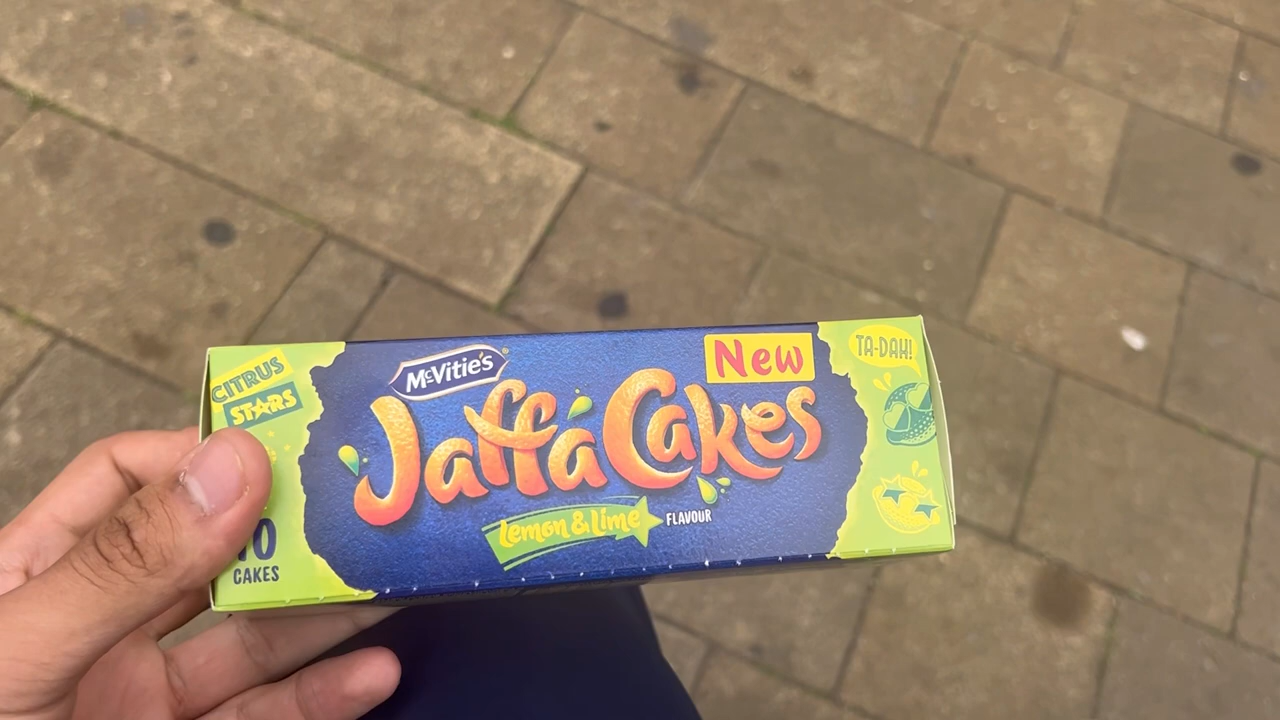 CITRUS
STARS
McVitie's
New
TA-DAH!
Jaffa Cakes
Lemon & Lime FLAVOUR
10
CAKES